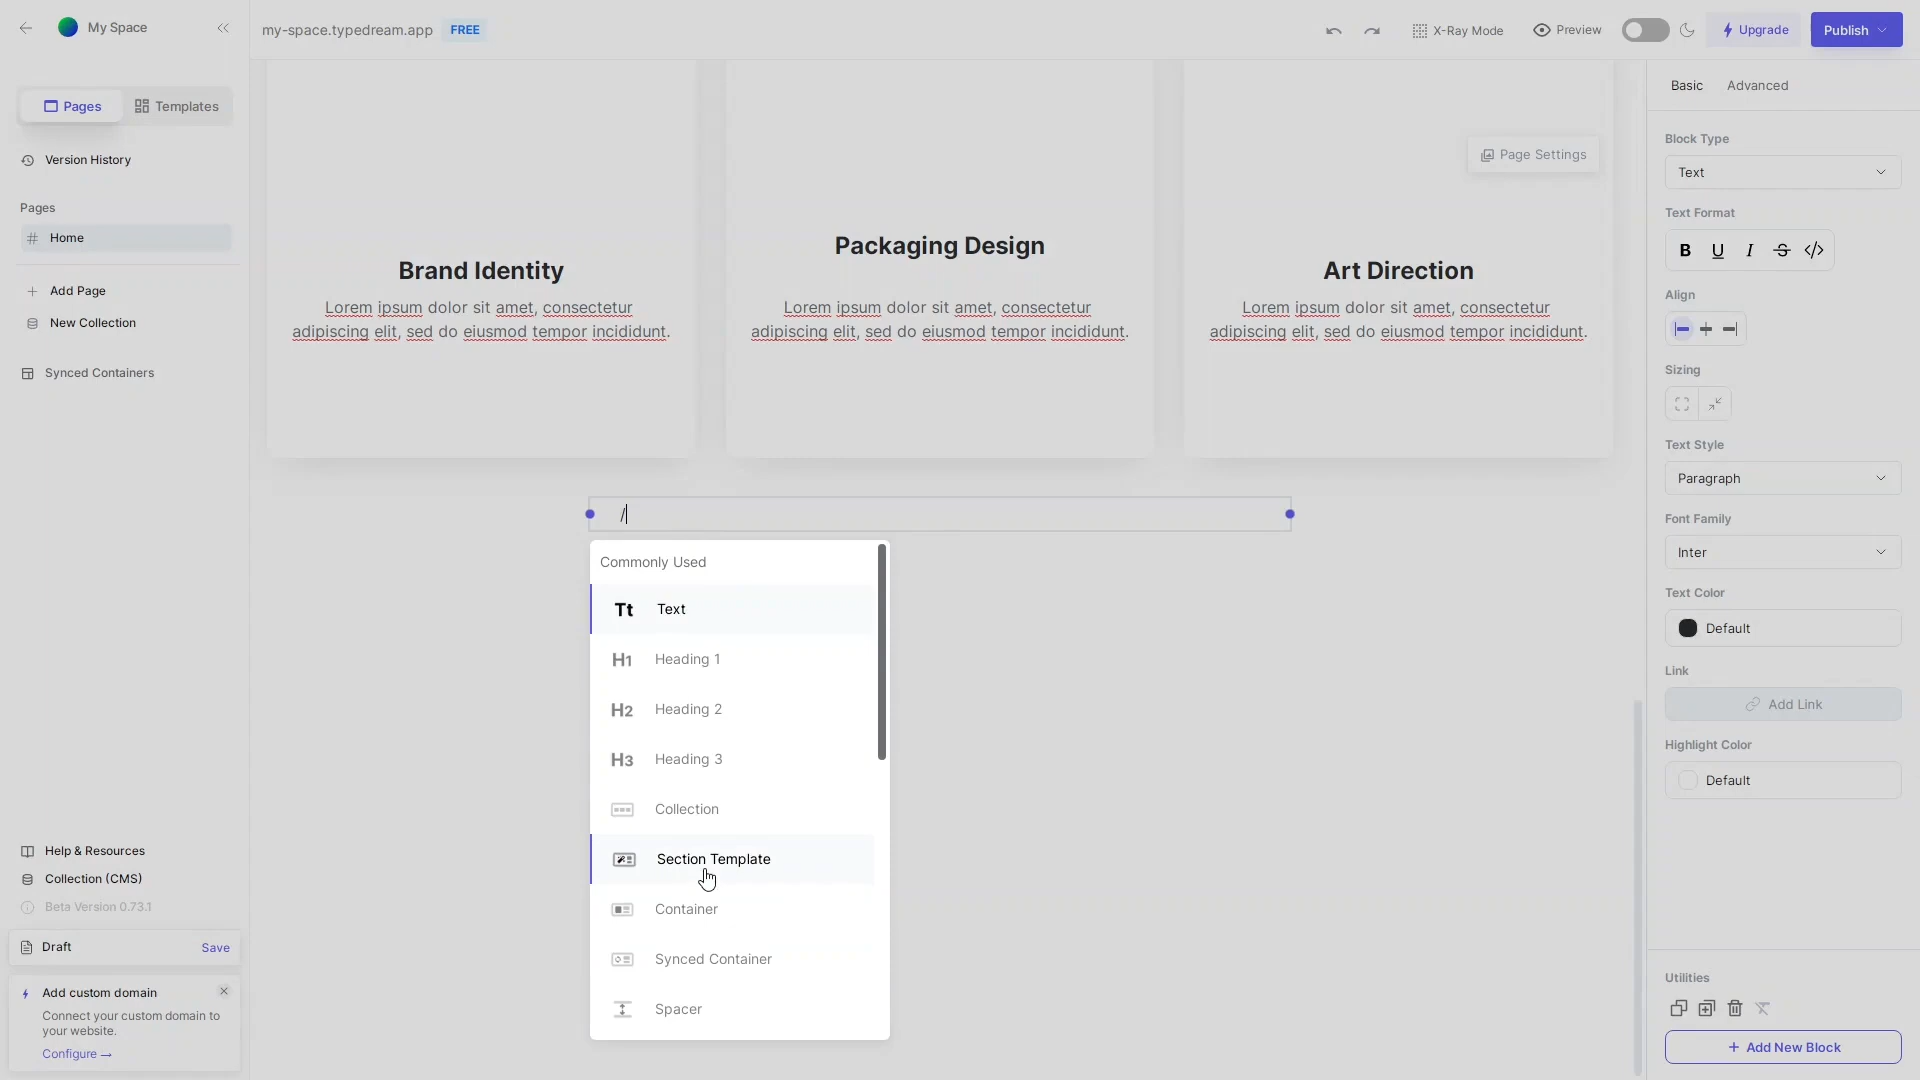 My Space
my-space.typedream.app
FREE
X-Ray Mode
Preview
Upgrade
Publish
Pages
Templates
Version History
Pages
Home
Add Page
New Collection
Synced Containers
Help & Resources
Collection (CMS)
Beta Version 0.73.1
Draft
Save
Add custom domain
Connect your custom domain to
your website.
Configure →
Page Settings
Brand Identity
Lorem ipsum dolor sit amet, consectetur
adipiscing elit, sed do eiusmod tempor incididunt.
Packaging Design
Lorem ipsum dolor sit amet, consectetur
adipiscing elit, sed do eiusmod tempor incididunt.
Art Direction
Lorem ipsum dolor sit amet, consectetur
adipiscing elit, sed do eiusmod tempor incididunt.
/
Commonly Used
Tt Text
H1 Heading 1
H2 Heading 2
H3 Heading 3
Collection
Section Template
Container
Synced Container
Spacer
Basic
Advanced
Block Type
Text
Text Format
B U I S </>
Align
Sizing
Text Style
Paragraph
Font Family
Inter
Text Color
Default
Link
Add Link
Highlight Color
Default
Utilities
+ Add New Block